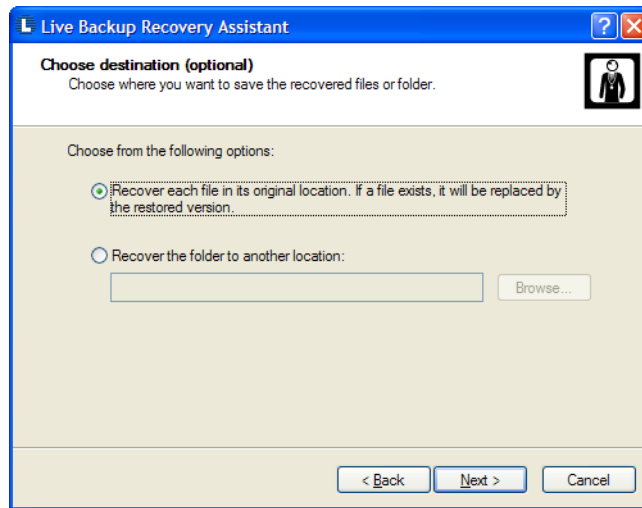 Live Backup Recovery Assistant
Choose destination (optional)
Choose where you want to save the recovered files or folder.
Choose from the following options:
Recover each file in its original location. If a file exists, it will be replaced by
the restored version.
Recover the folder to another location:
Browse...
< Back
Next >
Cancel